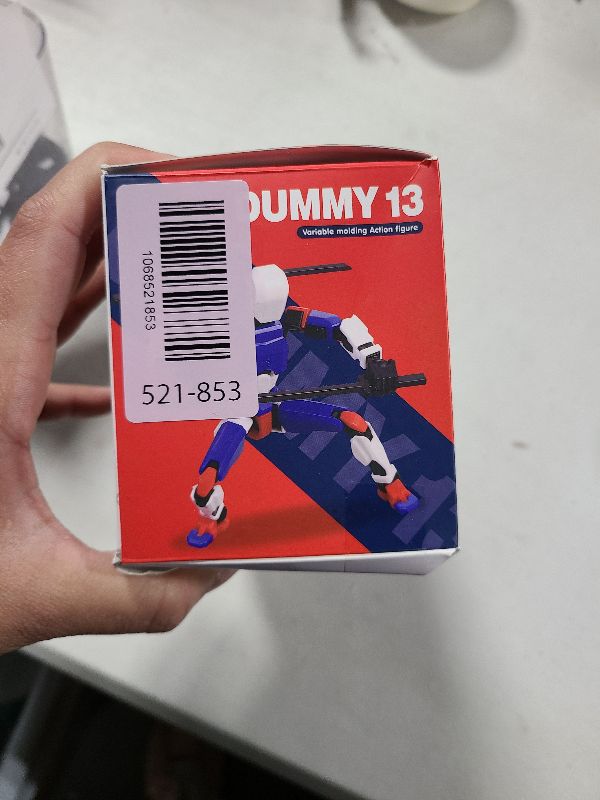 DUMMY 13
Variable molding Action figure
1068521853
521-853